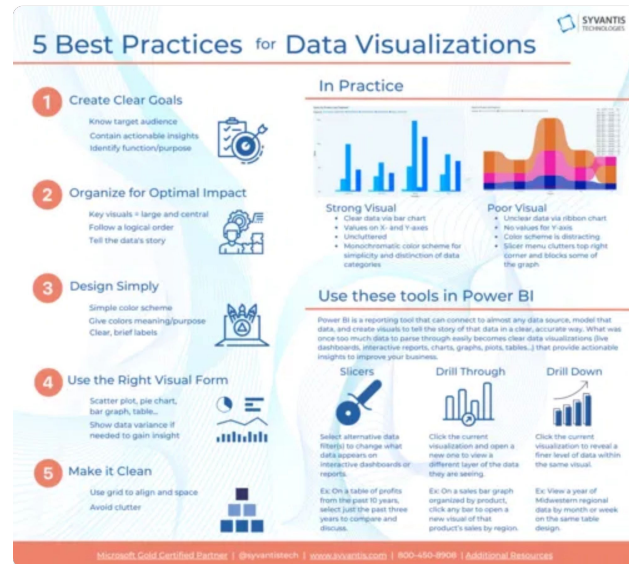 SYVANTIS
TECHNOLOGIES
5 Best Practices for Data Visualizations
1
Create Clear Goals
Know target audience
Contain actionable insights
Identify function/purpose
2
Organize for Optimal Impact
Key visuals = large and central
Follow a logical order
Tell the data's story
3
Design Simply
Simple color scheme
Give colors meaning/purpose
Clear, brief labels
4
Use the Right Visual Form
Scatter plot, pie chart,
bar graph, table...
Show data variance if
needed to gain insight
5
Make it Clean
Use grid to align and space
Avoid clutter
In Practice
Strong Visual
• Clear data via bar chart
• Values on X- and Y-axes
• Uncluttered
• Monochromatic color scheme for
simplicity and distinction of data
categories
Poor Visual
• Unclear data via ribbon chart
• No values for Y-axis
• Color scheme is distracting
• Slicer menu clutters top right
corner and blocks some of
the graph
Use these tools in Power BI
Power BI is a reporting tool that can connect to almost any data source, model that
data, and create visuals to tell the story of that data in a clear, accurate way. What was
once too much data to parse through easily becomes clear data visualizations (live
dashboards, interactive reports, charts, graphs, plots, tables...) that provide actionable
insights to improve your business.
Slicers
Select alternative data
filter(s) to change what
data appears on
interactive dashboards or
reports.
Ex: On a table of profits
from the past 10 years,
select just the past three
years to compare and
discuss.
Drill Through
Click the current
visualization and open a
new one to view a
different layer of the data
they are seeing.
Ex: On a sales bar graph
organized by product,
click any bar to open a
new visual of that
product's sales by region.
Drill Down
Click the current
visualization to reveal a
finer level of data within
the same visual.
Ex: View a year of
Midwestern regional
data by month or week
on the same table
design.
Microsoft Gold Certified Partner | @syvantistech | www.syvantis.com | 800-450-8908 | Additional Resources